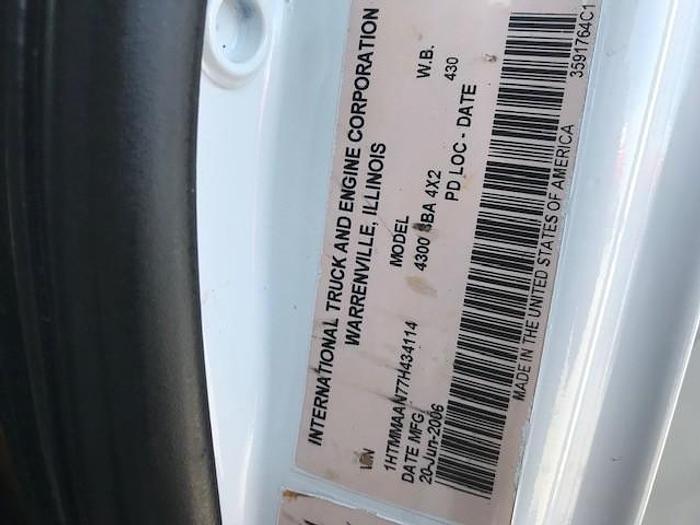 INTERNATIONAL TRUCK AND ENGINE CORPORATION
WARRENVILLE, ILLINOIS
VIN MODEL W.B.
1HTMMAAN77H434114 4300 SBA 4X2 430
DATE MFG PD LOC - DATE
20-Jun-2006
MADE IN THE UNITED STATES OF AMERICA 3591764C1